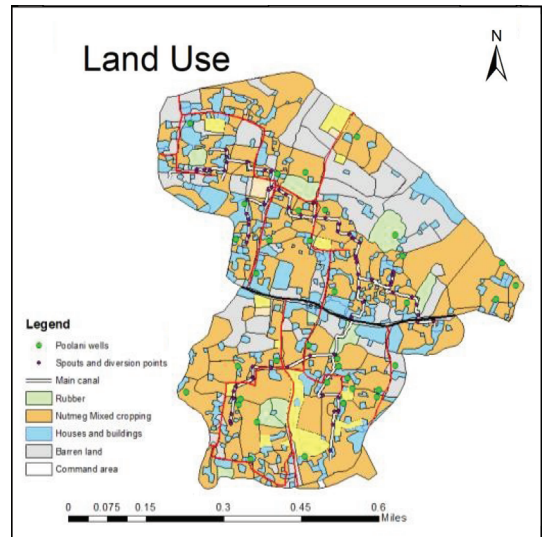 Land Use
N
Legend
Poolani wells
Spouts and diversion points
Main canal
Rubber
Nutmeg Mixed cropping
Houses and buildings
Barren land
Command area
0 0.075 0.15 0.3 0.45 0.6
Miles